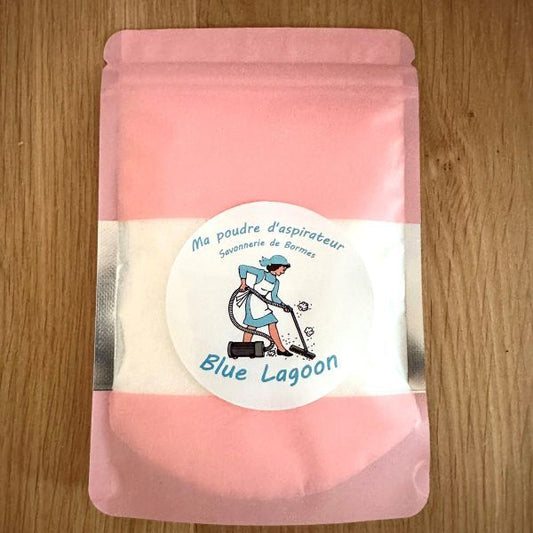 Ma poudre d'aspirateur
Savonnerie de Bormes
Blue Lagoon